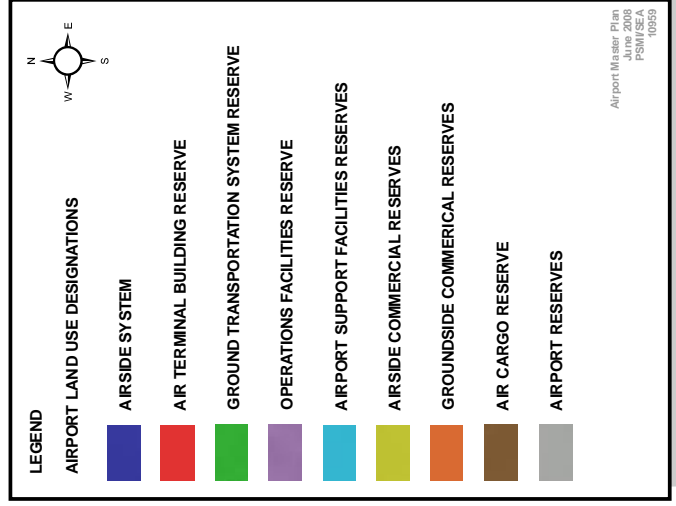 LEGEND
AIRPORT LAND USE DESIGNATIONS
N
E
S
W
AIRSIDE SYSTEM
AIR TERMINAL BUILDING RESERVE
GROUND TRANSPORTATION SYSTEM RESERVE
OPERATIONS FACILITIES RESERVE
AIRPORT SUPPORT FACILITIES RESERVES
AIRSIDE COMMERCIAL RESERVES
GROUNDSIDE COMMERICAL RESERVES
AIR CARGO RESERVE
AIRPORT RESERVES
Airport Master Plan
June 2008
PSMI/SEA
10959